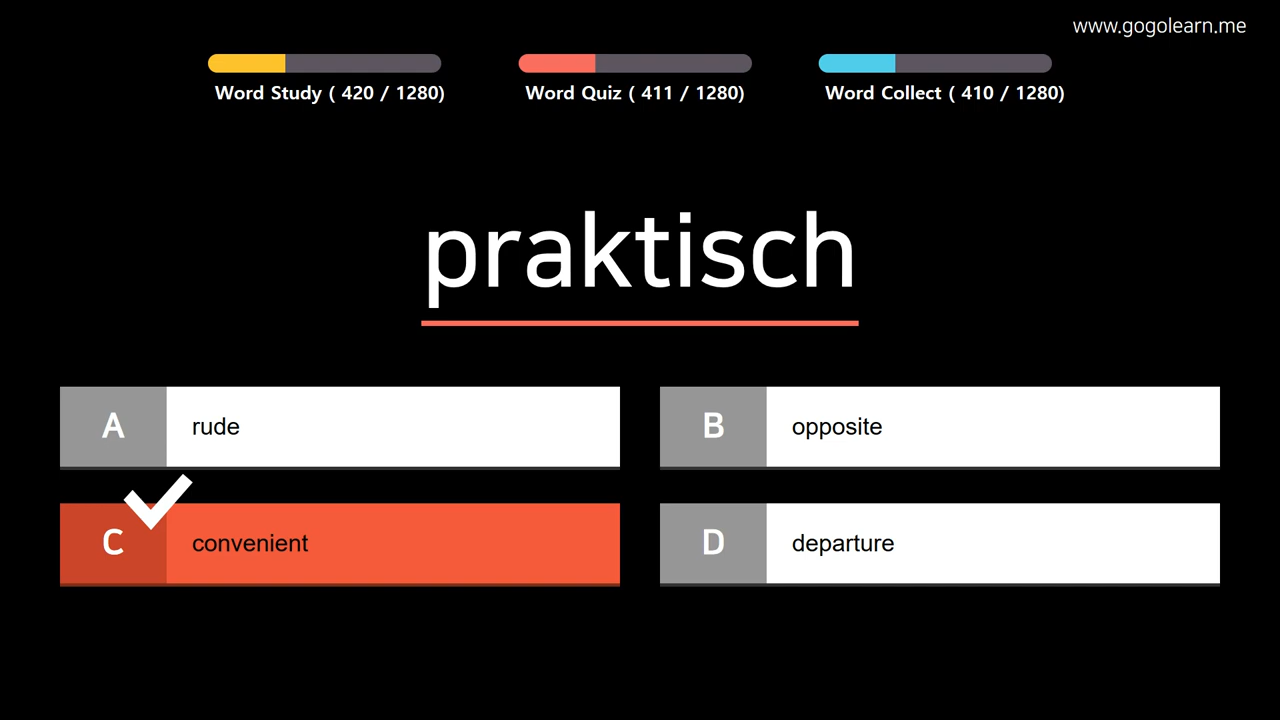 www.gogolearn.me
Word Study ( 420 / 1280)
Word Quiz ( 411 / 1280)
Word Collect ( 410 / 1280)
praktisch
A rude
B opposite
C convenient
D departure